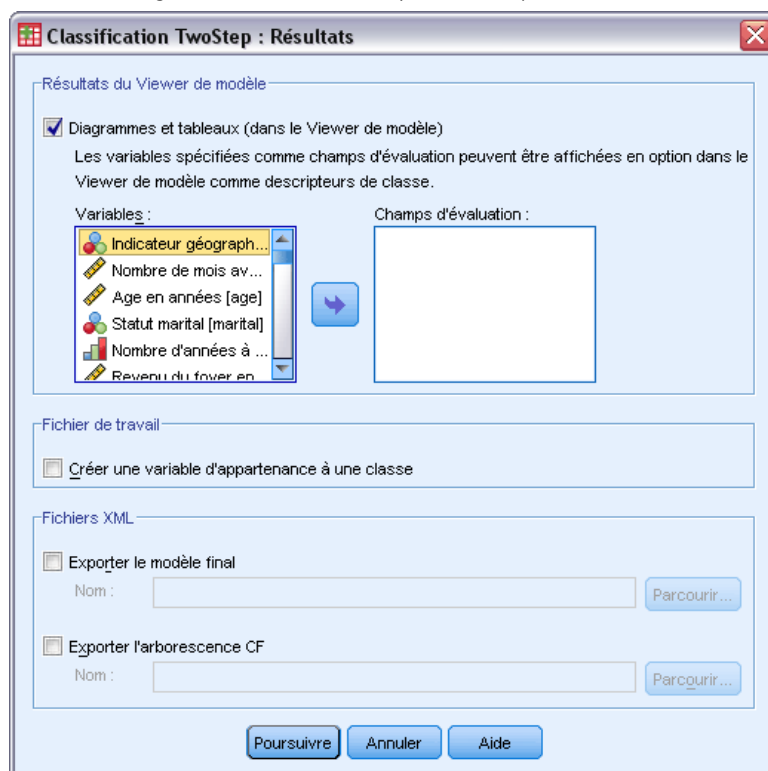 Classification TwoStep : Résultats
Résultats du Viewer de modèle
Diagrammes et tableaux (dans le Viewer de modèle)
Les variables spécifiées comme champs d'évaluation peuvent être affichées en option dans le
Viewer de modèle comme descripteurs de classe.
Variables :
Champs d'évaluation :
Indicateur géograph...
Nombre de mois av...
Age en années [age]
Statut marital [marital]
Nombre d'années à ...
Revenu du foyer en
Fichier de travail
Créer une variable d'appartenance à une classe
Fichiers XML
Exporter le modèle final
Nom :
Parcourir...
Exporter l'arborescence CF
Nom :
Parcourir...
Poursuivre
Annuler
Aide